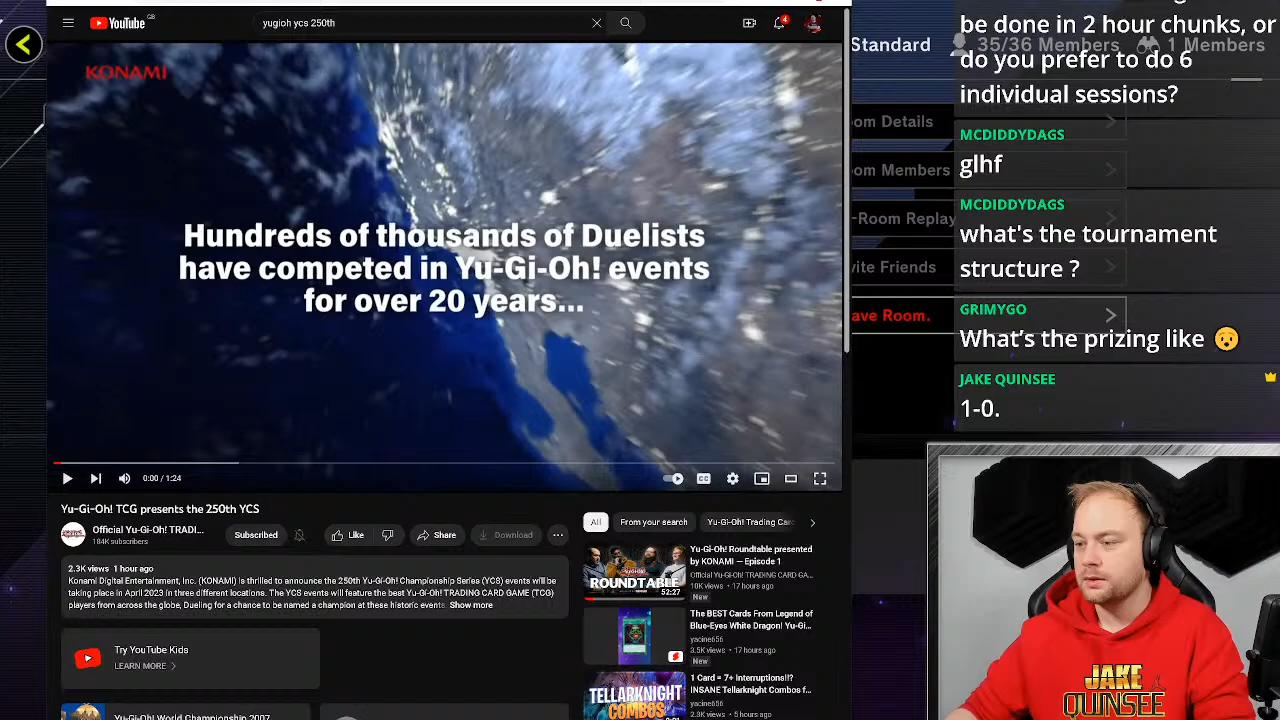 YouTube GB
yugioh ycs 250th
4
KONAMI
Hundreds of thousands of Duelists
have competed in Yu-Gi-Oh! events
for over 20 years...
0:00 / 1:24
CC
Yu-Gi-Oh! TCG presents the 250th YCS
Official Yu-Gi-Oh! TRADI...
184K subscribers
Subscribed
Like
Share
Download
2.3K views 1 hour ago
Konami Digital Entertainment, Inc. (KONAMI) is thrilled to announce the 250th Yu-Gi-Oh! Championship Series (YCS) events will be
taking place in April 2023 in three different locations. The YCS events will feature the best Yu-Gi-Oh! TRADING CARD GAME (TCG)
players from across the globe, Dueling for a chance to be named a champion at these historic events. Show more
Try YouTube Kids
LEARN MORE
Yu-Gi-Oh! World Championship 2007
All
From your search
Yu-Gi-Oh! Trading Card
ROUNDTABLE
52:27
Yu-Gi-Oh! Roundtable presented
by KONAMI — Episode 1
Official Yu-Gi-Oh! TRADING CARD GA...
10K views • 17 hours ago
New
The BEST Cards From Legend of
Blue-Eyes White Dragon! Yu-Gi...
yacine656
3.5K views • 17 hours ago
New
TELLARKNIGHT
COMBOS
1 Card = 7+ Interruptions!!?
INSANE Tellarknight Combos f...
yacine656
2.3K views • 5 hours ago
Standard
35/36 Members
1 Members
om Details
om Members
-Room Replay
vite Friends
ave Room.
be done in 2 hour chunks, or
do you prefer to do 6
individual sessions?
MCDIDDYDAGS
glhf
MCDIDDYDAGS
what's the tournament
structure ?
GRIMYGO
What's the prizing like 😯
JAKE QUINSEE
1-0.
JAKE
QUINSEE